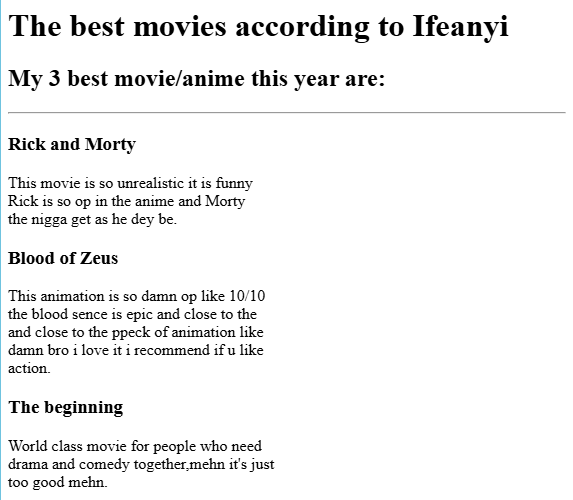 The best movies according to Ifeanyi
My 3 best movie/anime this year are:
Rick and Morty
This movie is so unrealistic it is funny
Rick is so op in the anime and Morty
the nigga get as he dey be.
Blood of Zeus
This animation is so damn op like 10/10
the blood sence is epic and close to the
and close to the ppeck of animation like
damn bro i love it i recommend if u like
action.
The beginning
World class movie for people who need
drama and comedy together,mehn it's just
too good mehn.